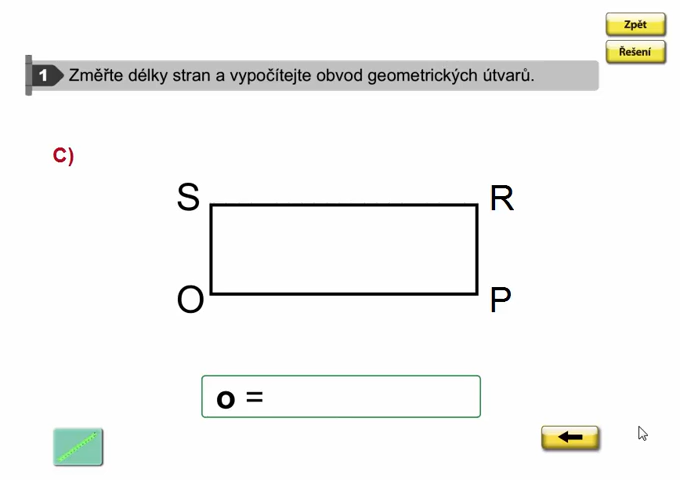 Zpět
Řešení
1 Změřte délky stran a vypočítejte obvod geometrických útvarů.
C)
S R
O P
o =